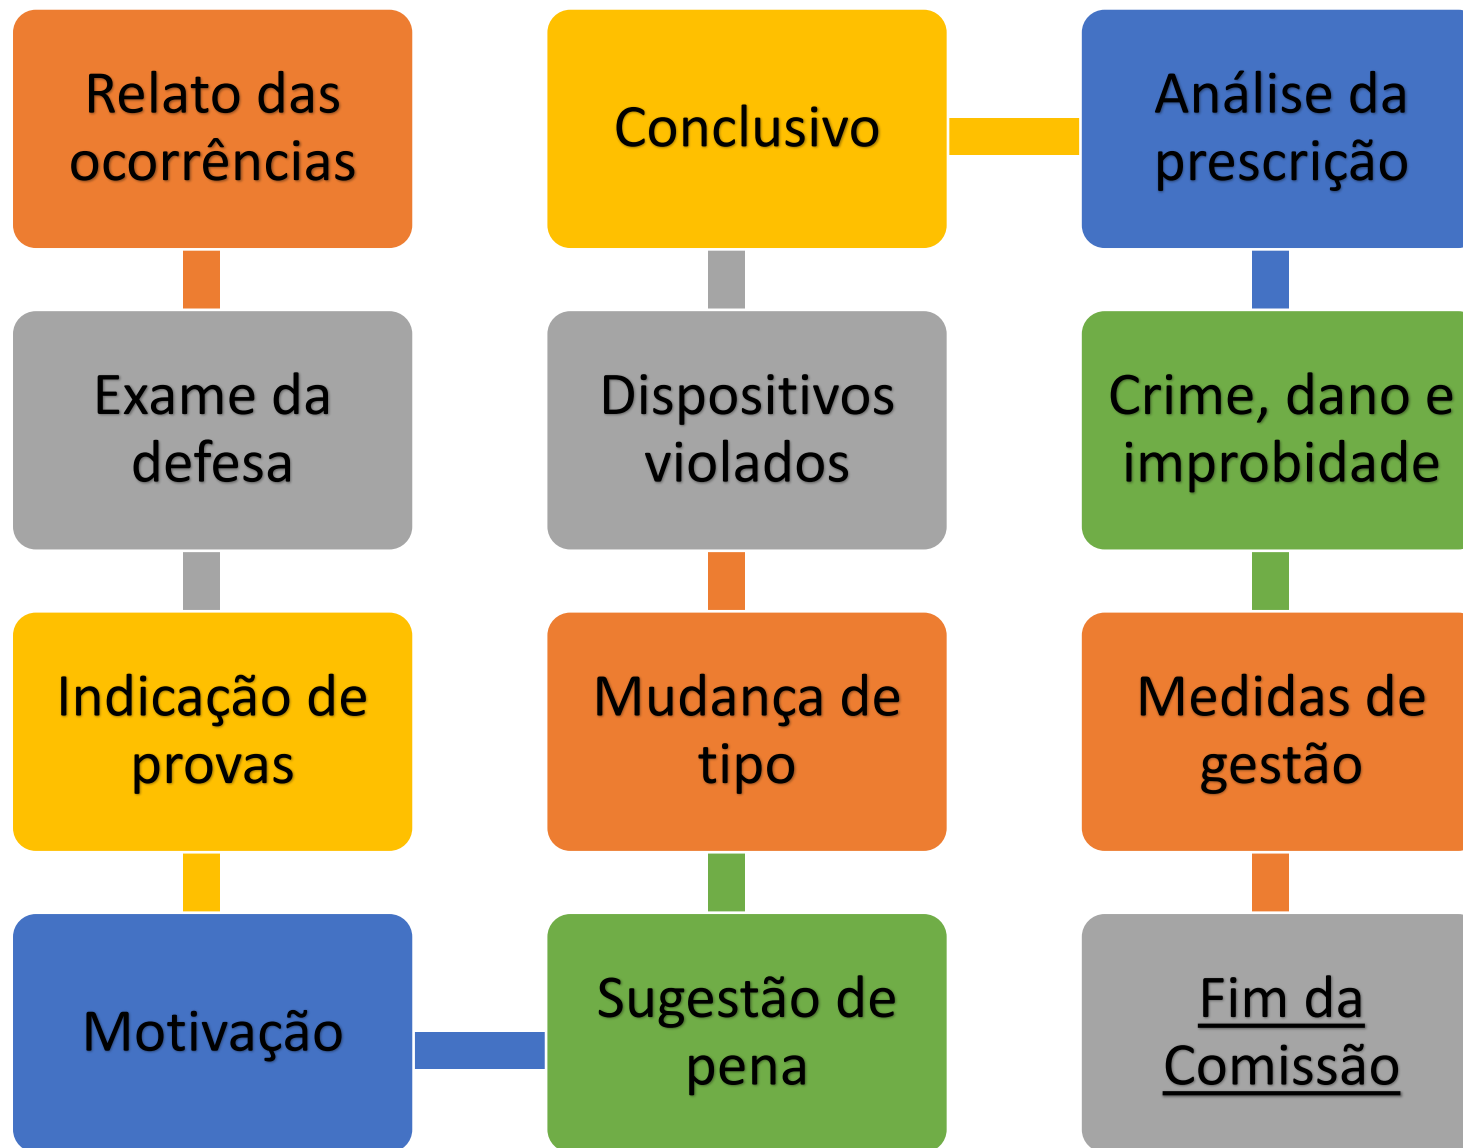 Relato das
ocorrências
Exame da
defesa
Indicação de
provas
Motivação
Sugestão de
pena
Mudança de
tipo
Dispositivos
violados
Conclusivo
Análise da
prescrição
Crime, dano e
improbidade
Medidas de
gestão
Fim da
Comissão